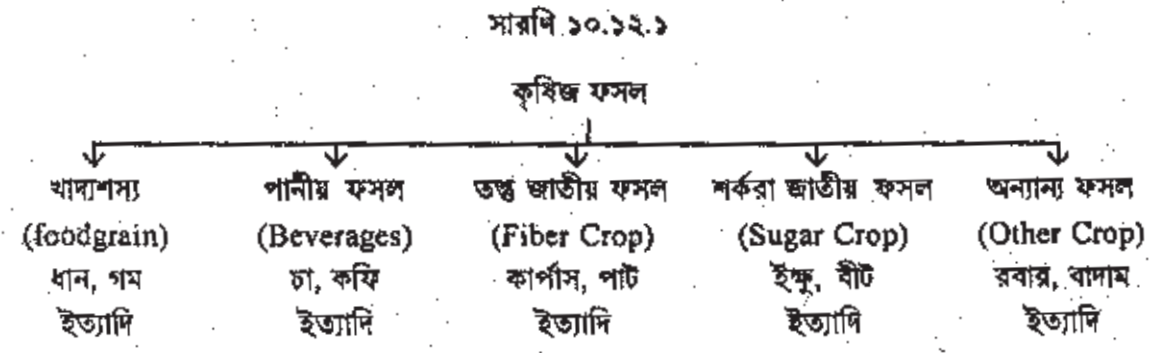 সারণি ১০.১২.১
কৃষিজ ফসল
খাদ্যশস্য পানীয় ফসল তন্তু জাতীয় ফসল শর্করা জাতীয় ফসল অন্যান্য ফসল
(foodgrain) (Beverages) (Fiber Crop) (Sugar Crop) (Other Crop)
ধান, গম চা, কফি কার্পাস, পাট ইক্ষু, বীট রবার, বাদাম
ইত্যাদি ইত্যাদি ইত্যাদি ইত্যাদি ইত্যাদি